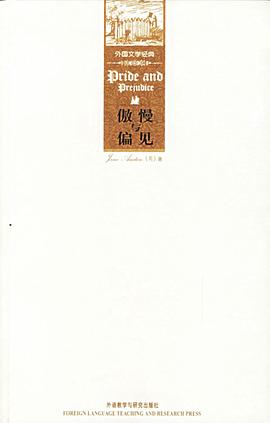 外国文学经典
Pride and
Prejudice
傲慢
与
偏见
Jane Austen (英) 著
外语教学与研究出版社
FOREIGN LANGUAGE TEACHING AND RESEARCH PRESS